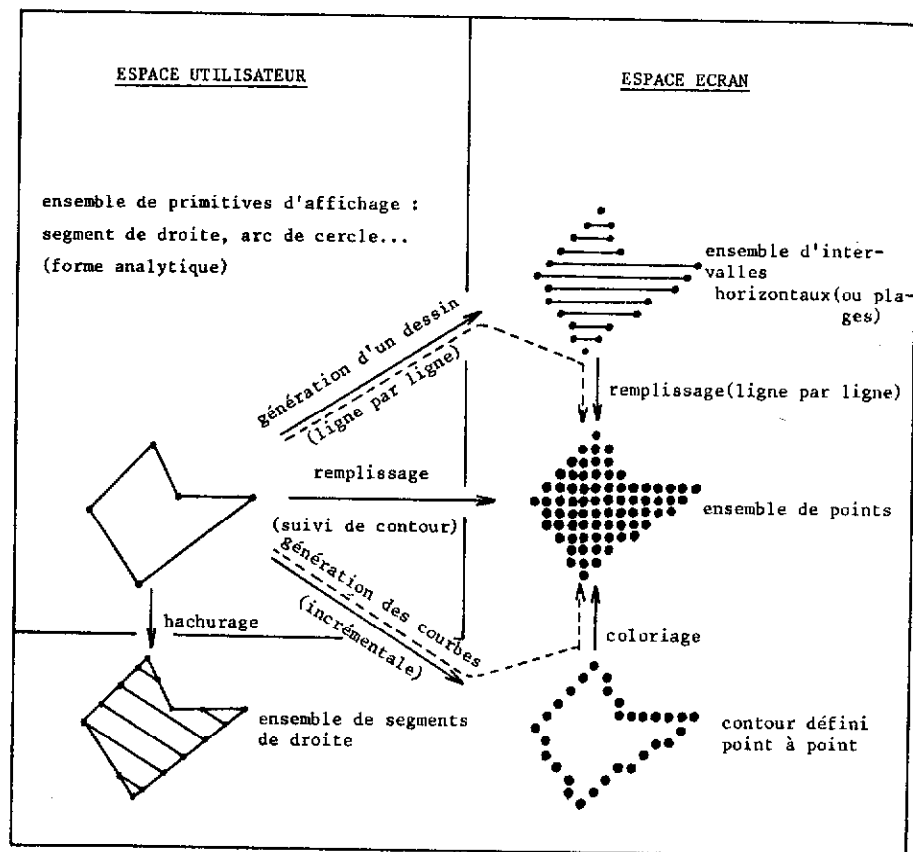 ESPACE UTILISATEUR
ESPACE ECRAN
ensemble de primitives d'affichage :
segment de droite, arc de cercle...
(forme analytique)
ensemble d'inter-
valles
horizontaux(ou pla-
ges)
génération d'un dessin
(ligne par ligne)
remplissage(ligne par ligne)
remplissage
(suivi de contour)
ensemble de points
génération des courbes
(incrémentale)
hachurage
coloriage
ensemble de segments
de droite
contour défini
point à point